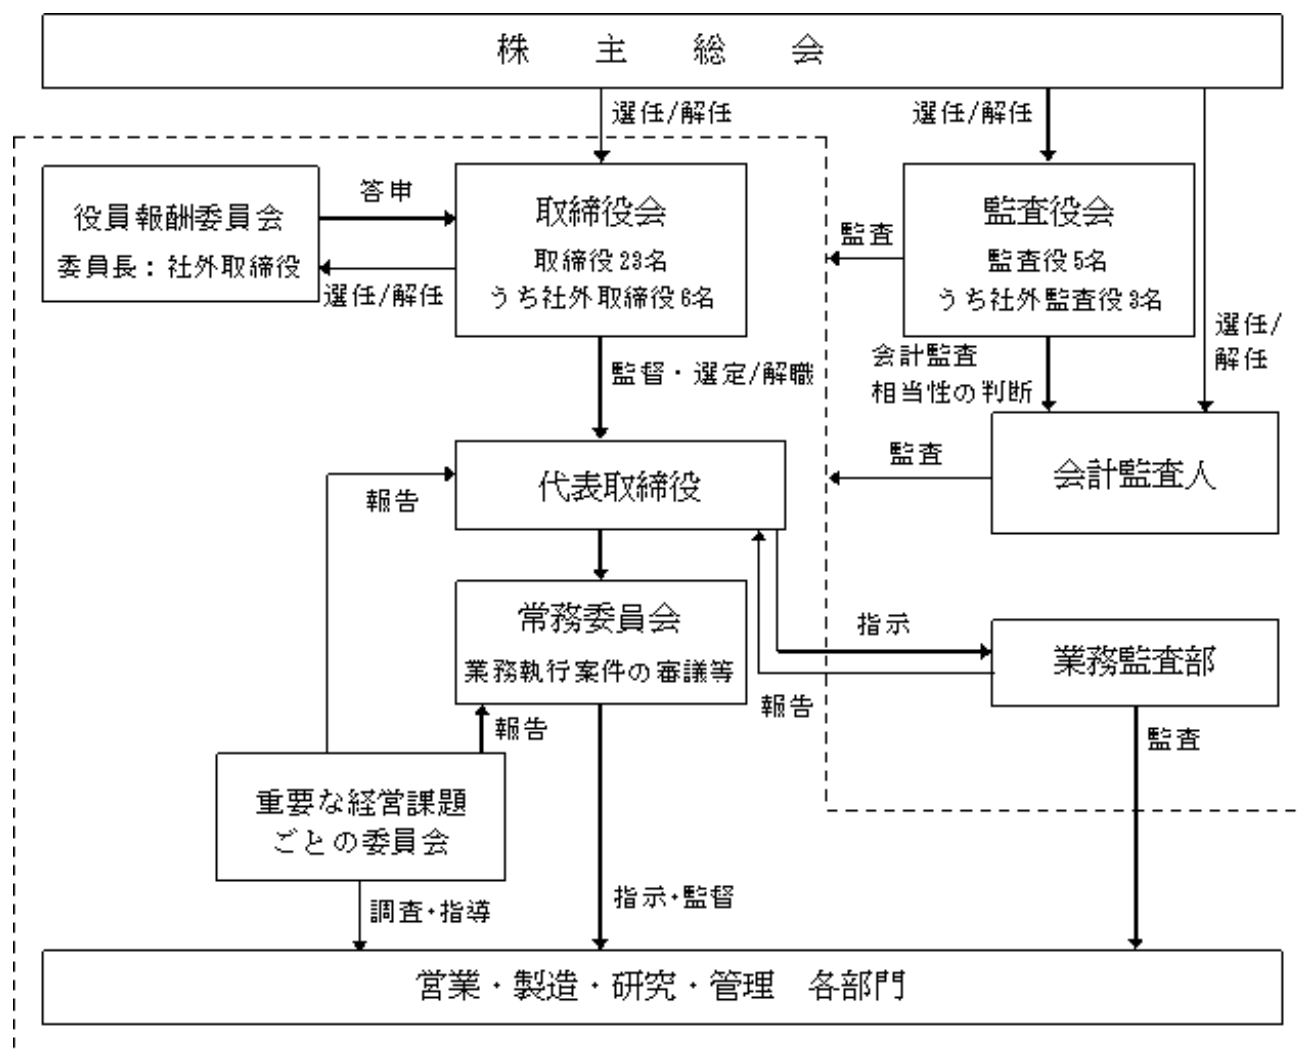 株主総会
選任/解任
選任/解任
役員報酬委員会
委員長：社外取締役
答申
選任/解任
取締役会
取締役23名
うち社外取締役6名
監査
監査役会
監査役5名
うち社外監査役3名
選任/
解任
監督・選定/解職
会計監査
相当性の判断
報告
代表取締役
監査
会計監査人
常務委員会
業務執行案件の審議等
指示
報告
業務監査部
報告
監査
重要な経営課題
ごとの委員会
調査・指導
指示・監督
営業・製造・研究・管理 各部門